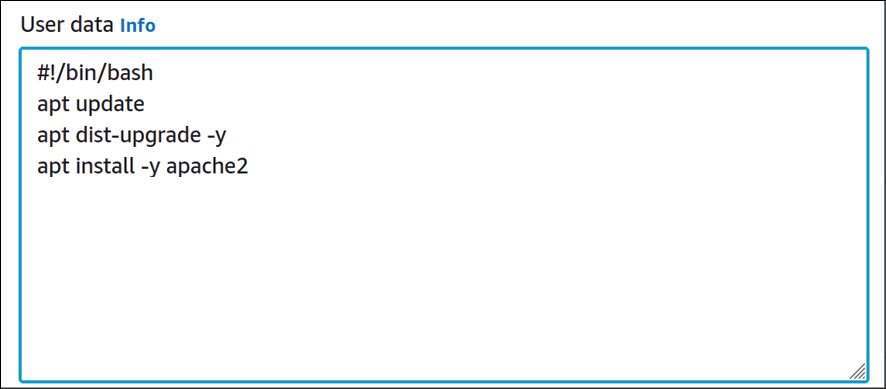 User data Info
#!/bin/bash
apt update
apt dist-upgrade -y
apt install -y apache2